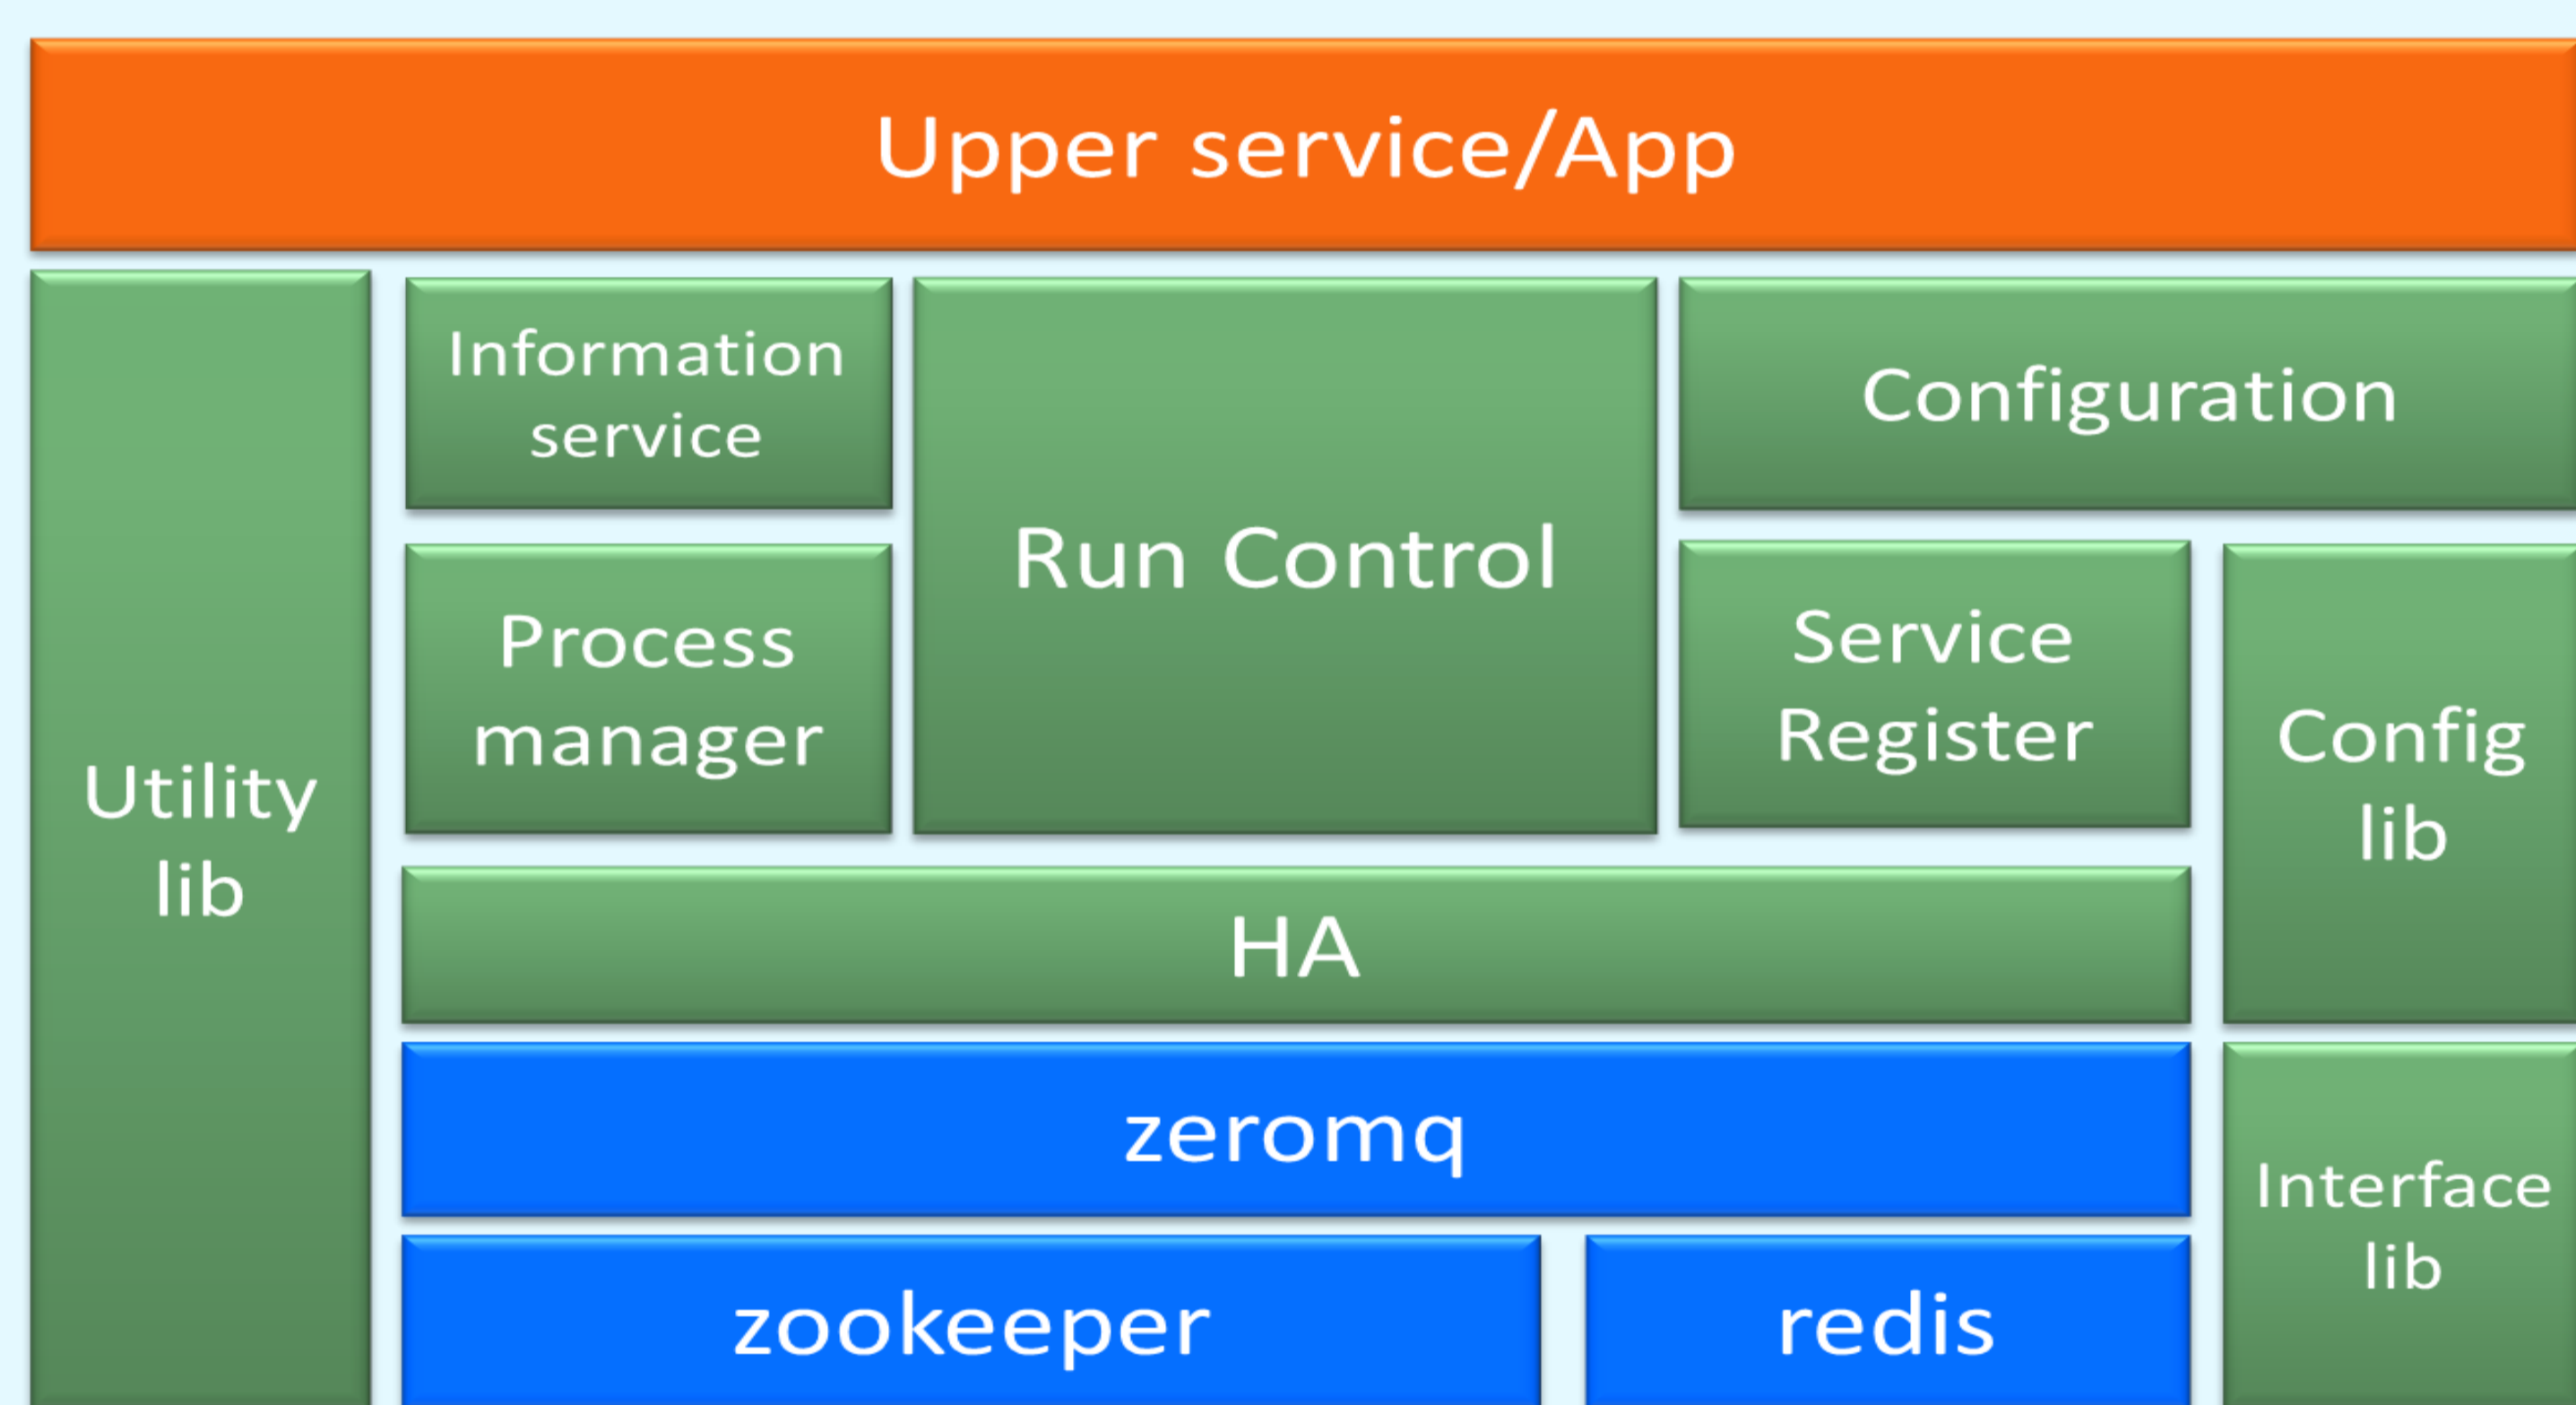 Upper service/App
Information
service
Run Control
Configuration
Process
manager
Service
Register
Config
lib
Utility
lib
HA
zeromq
Interface
lib
zookeeper
redis